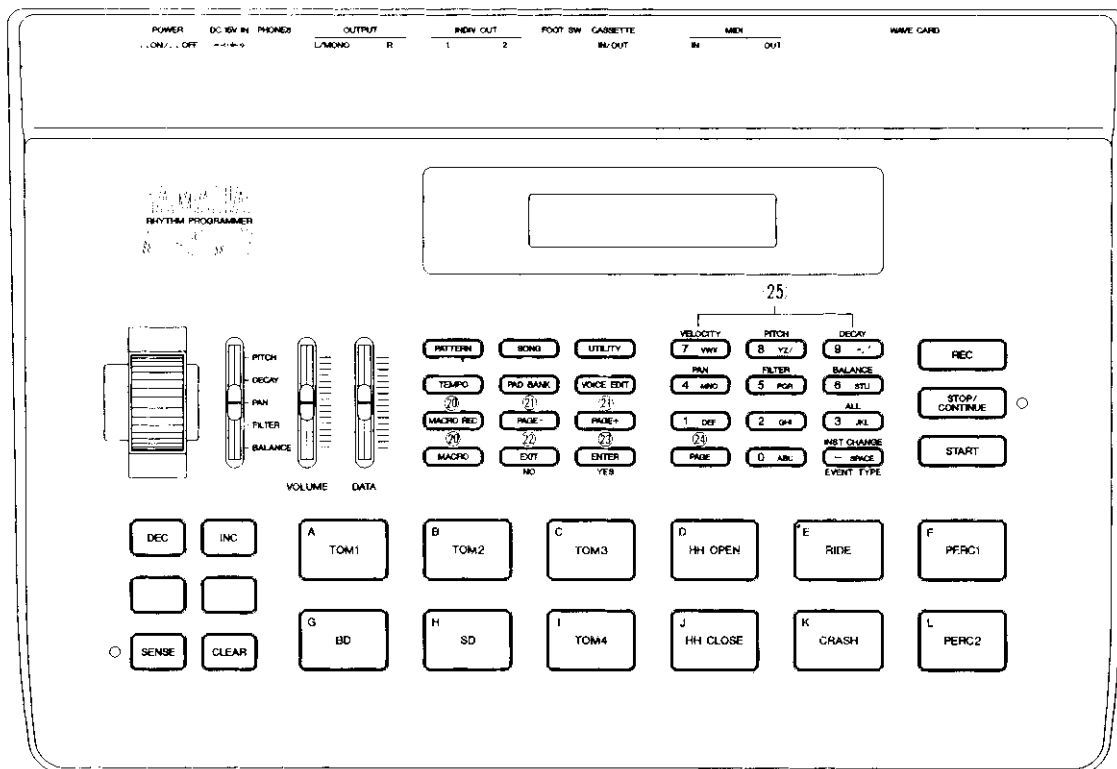 POWER DC 15V IN PHONES OUTPUT INDIV OUT FOOT SW CASSETTE MIDI WAVE CARD
ON/ OFF L/MONO R 1 2 IN/OUT IN OUT
RHYTHM PROGRAMMER
25
VELOCITY PITCH DECAY
PATTERN SONG UTILITY 7 VWX 8 YZ/ 9
REC
PITCH
PAN FILTER BALANCE
DECAY
TEMPO PAD BANK VOICE EDIT 4 MNO 5 PQR 6 STU
STOP/
CONTINUE
PAN
20 21 21 ALL
MACRO REC PAGE- PAGE+ 1 DEF 2 GHI 3 JKL
FILTER
20 22 23 24 INST CHANGE
BALANCE
MACRO EXIT ENTER PAGE 0 ABC - SPACE
START
NO YES EVENT TYPE
VOLUME DATA
DEC INC A TOM1 B TOM2 C TOM3 D HH OPEN E RIDE F PERC1
SENSE CLEAR G BD H SD I TOM4 J HH CLOSE K CRASH L PERC2